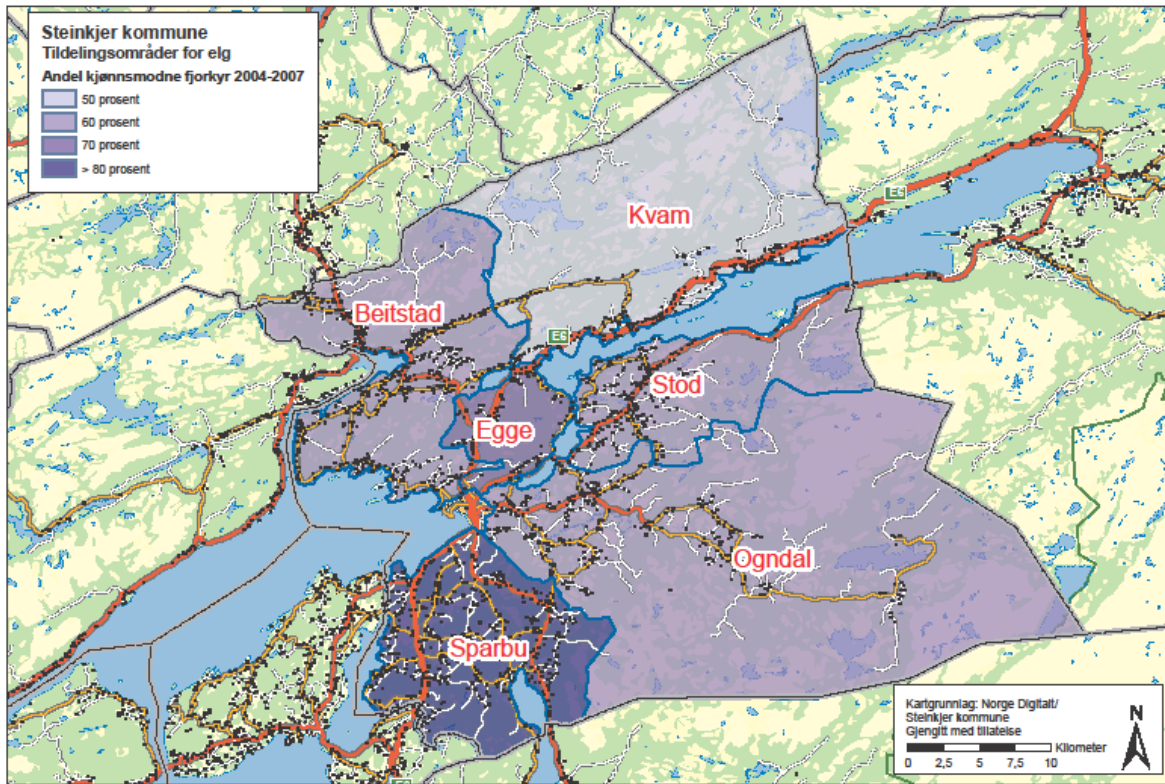 Steinkjer kommune
Tildelingsområder for elg
Andel kjønnsmodne fjorkyr 2004-2007
50 prosent
60 prosent
70 prosent
> 80 prosent
Kvam
E6
Beitstad
E6
Stod
Egge
Ogndal
Sparbu
Kartgrunnlag: Norge Digitalt/
Steinkjer kommune
Gjengitt med tillatelse
N
Kilometer
0 2,5 5 7,5 10